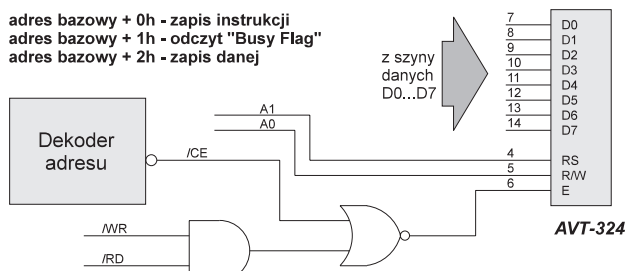 adres bazowy + 0h - zapis instrukcji
adres bazowy + 1h - odczyt "Busy Flag"
adres bazowy + 2h - zapis danej
z szyny
danych
D0...D7
7 D0
8 D1
9 D2
10 D3
11 D4
12 D5
13 D6
14 D7
A1
A0
4 RS
5 R/W
6 E
Dekoder
adresu
/CE
AVT-324
/WR
/RD